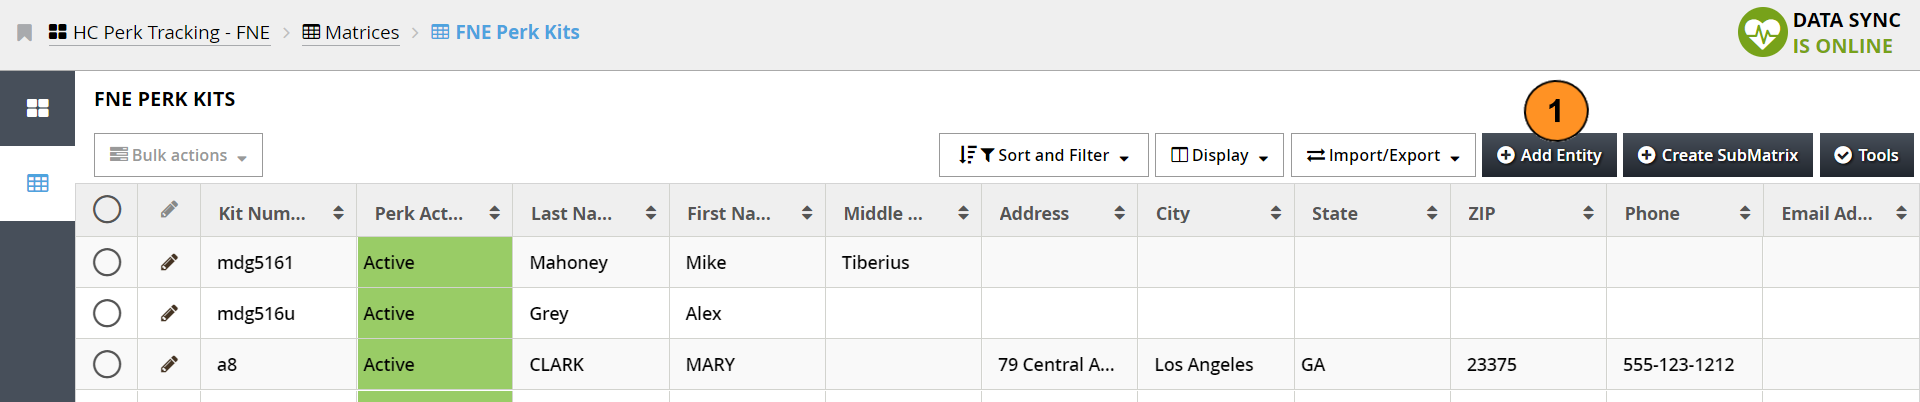 HC Perk Tracking - FNE > Matrices > FNE Perk Kits
DATA SYNC
IS ONLINE
FNE PERK KITS
1
Bulk actions Sort and Filter Display Import/Export Add Entity Create SubMatrix Tools
Kit Num... Perk Act... Last Na... First Na... Middle ... Address City State ZIP Phone Email Ad...
mdg5161 Active Mahoney Mike Tiberius
mdg516u Active Grey Alex
a8 Active CLARK MARY 79 Central A... Los Angeles GA 23375 555-123-1212